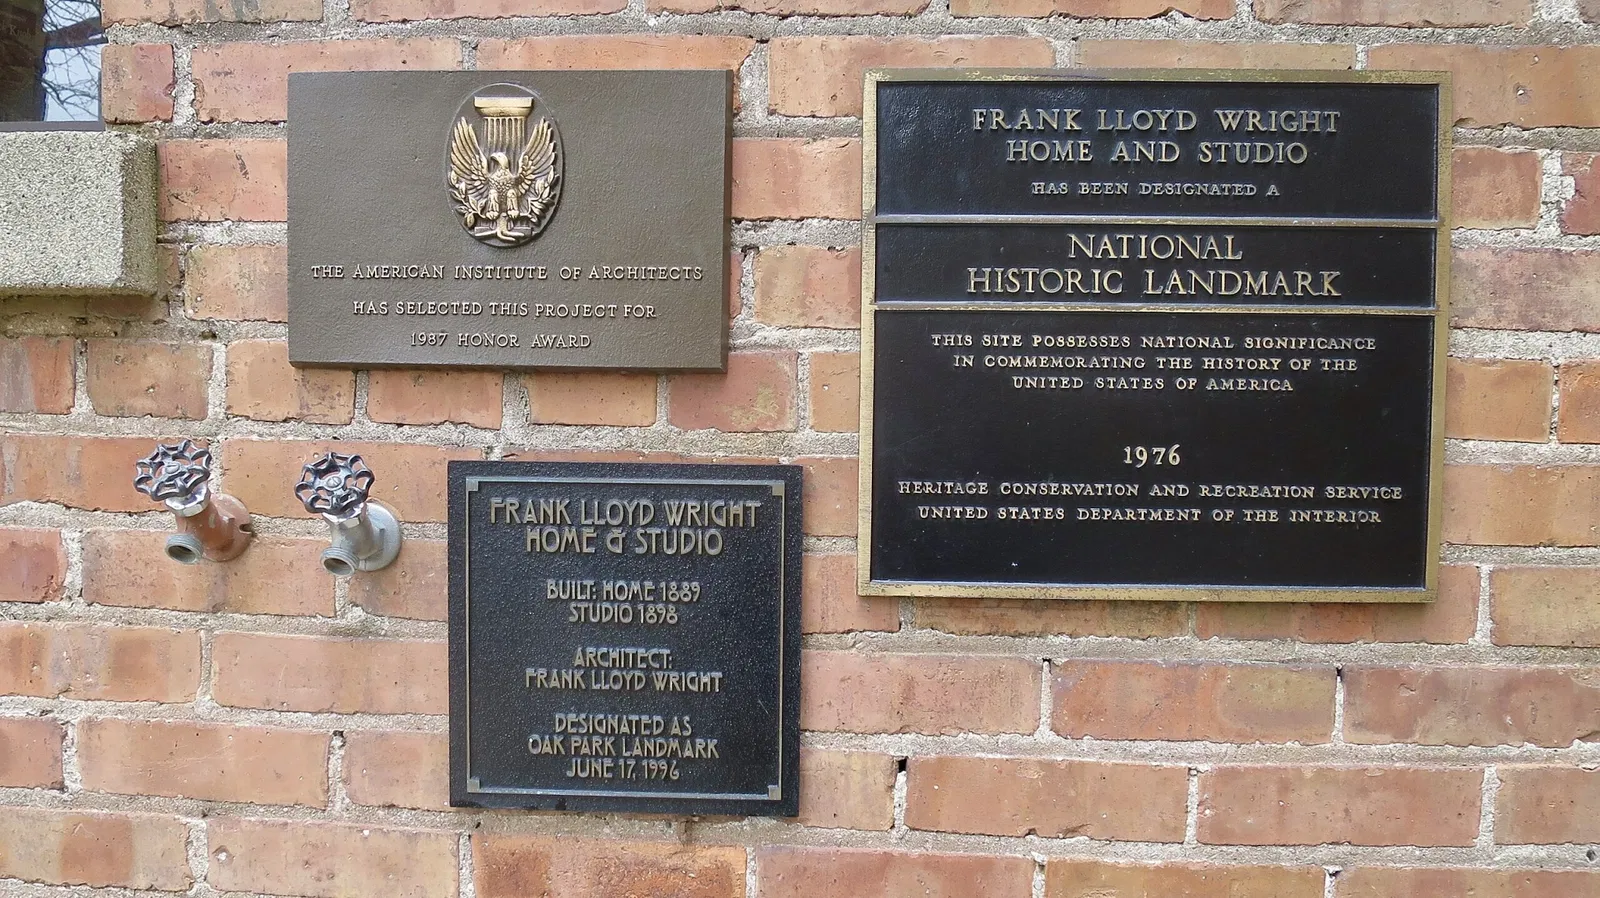 THE AMERICAN INSTITUTE OF ARCHITECTS
HAS SELECTED THIS PROJECT FOR
1987 HONOR AWARD
FRANK LLOYD WRIGHT
HOME AND STUDIO
HAS BEEN DESIGNATED A
NATIONAL
HISTORIC LANDMARK
THIS SITE POSSESSES NATIONAL SIGNIFICANCE
IN COMMEMORATING THE HISTORY OF THE
UNITED STATES OF AMERICA
1976
HERITAGE CONSERVATION AND RECREATION SERVICE
UNITED STATES DEPARTMENT OF THE INTERIOR
FRANK LLOYD WRIGHT
HOME & STUDIO
BUILT: HOME 1889
STUDIO 1898
ARCHITECT:
FRANK LLOYD WRIGHT
DESIGNATED AS
OAK PARK LANDMARK
JUNE 17, 1996